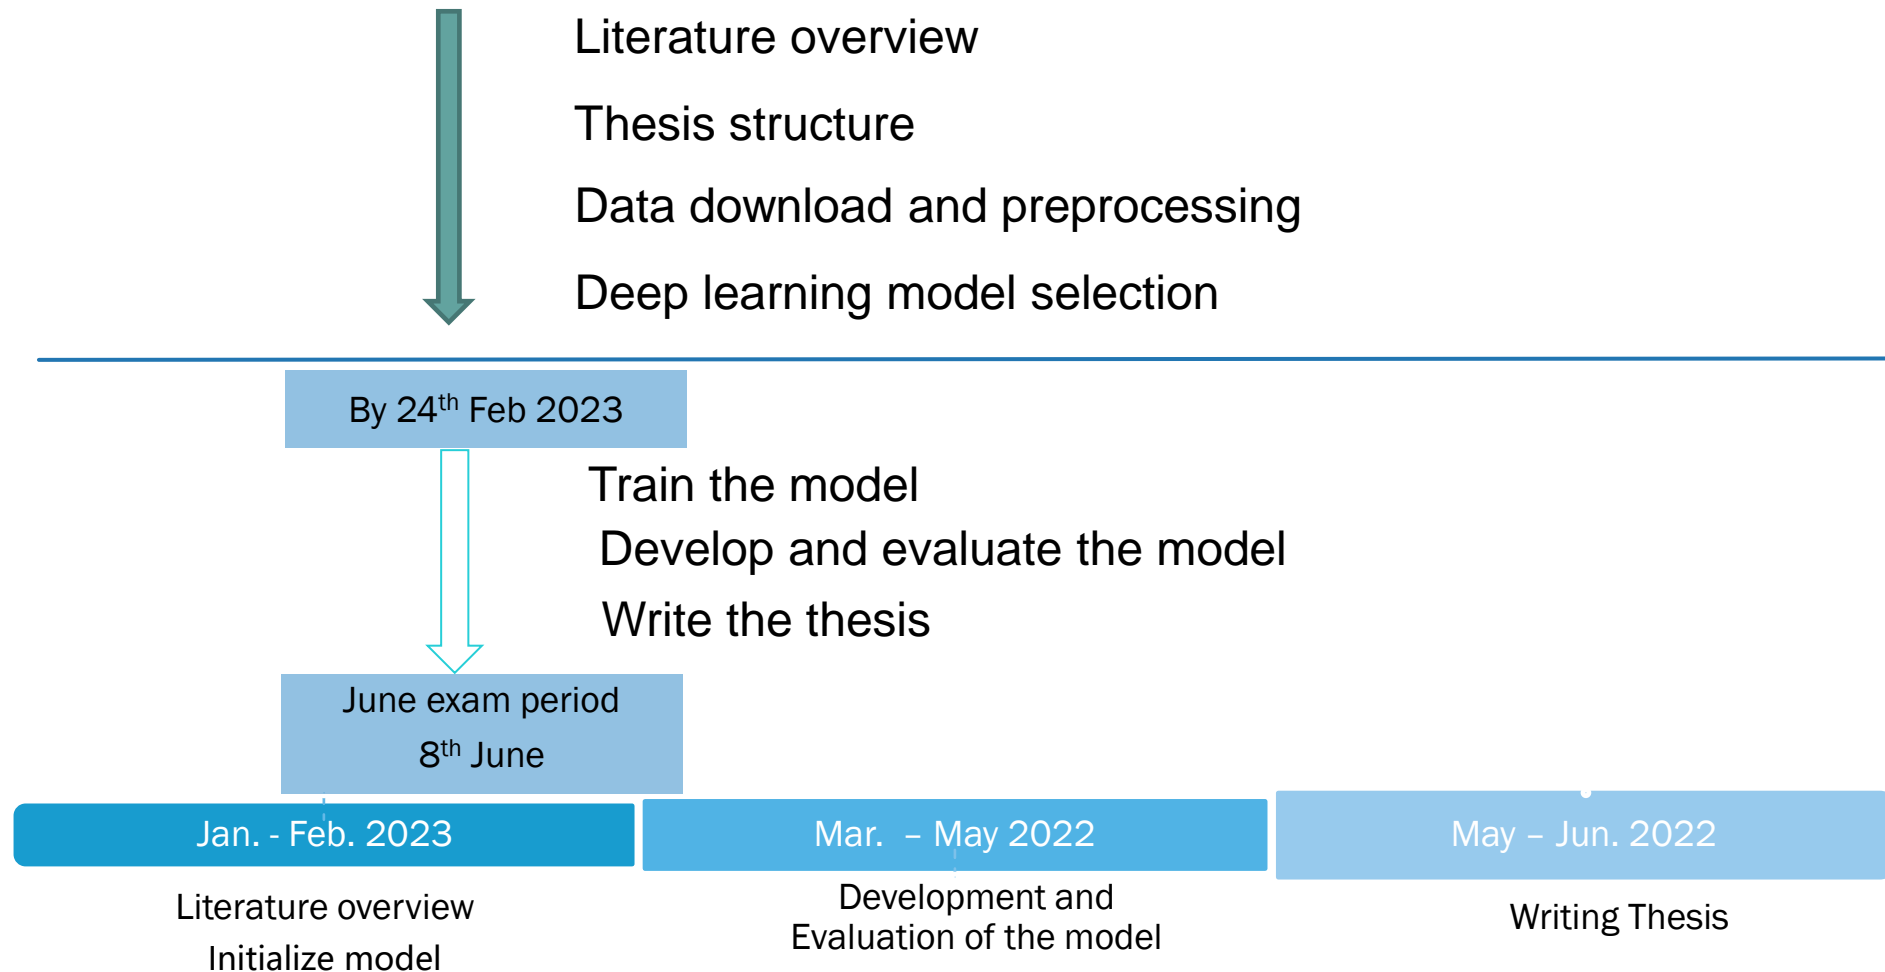 Literature overview
Thesis structure
Data download and preprocessing
Deep learning model selection
By 24th Feb 2023
Train the model
Develop and evaluate the model
Write the thesis
June exam period
8th June
Jan. - Feb. 2023
Mar.  – May 2022
May – Jun. 2022
Literature overview
Initialize model
Development and
Evaluation of the model
Writing Thesis